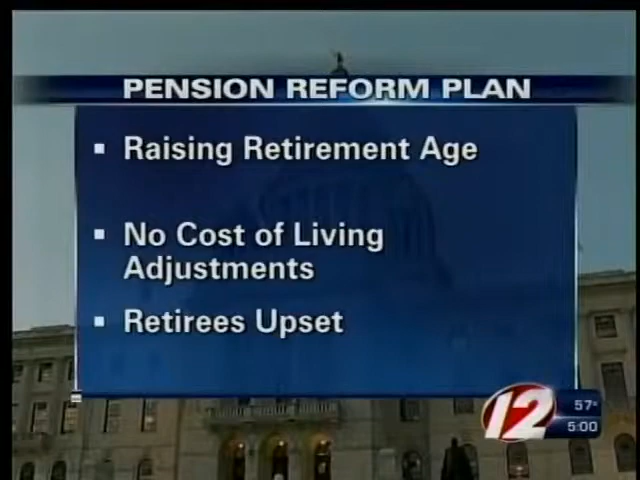 PENSION REFORM PLAN
Raising Retirement Age
No Cost of Living
Adjustments
Retirees Upset
12
57°
5:00